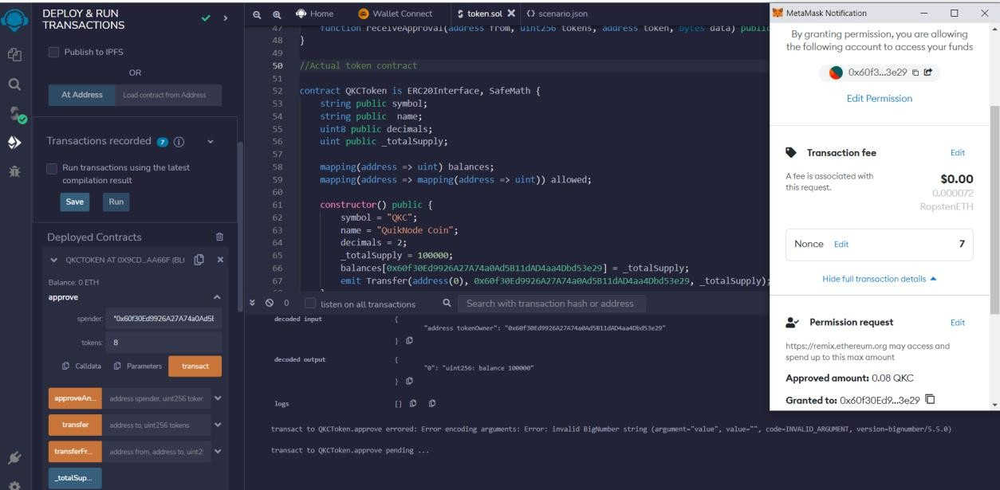 DEPLOY & RUN
TRANSACTIONS
Publish to IPFS
OR
At Address
Load contract from Address
Transactions recorded 7
Run transactions using the latest
compilation result
Save
Run
Deployed Contracts
QKCTOKEN AT 0X9CD...AA66F (BLO
Balance: 0 ETH
approve
spender:
"0x60f30Ed9926A27A74a0Ad5E
tokens:
8
Calldata
Parameters
transact
approveAn...
address spender, uint256 token
transfer
address to, uint256 tokens
transferFr...
address from, address to, uint2
_totalSup...
Home
Wallet Connect
token.sol
scenario.json
47 function receiveApproval(address from, uint256 tokens, address token, bytes data) public
48 }
49
50 //Actual token contract
51
52 contract QKCToken is ERC20Interface, SafeMath {
53 string public symbol;
54 string public  name;
55 uint8 public decimals;
56 uint public _totalSupply;
57
58 mapping(address => uint) balances;
59 mapping(address => mapping(address => uint)) allowed;
60
61 constructor() public {
62 symbol = "QKC";
63 name = "QuikNode Coin";
64 decimals = 2;
65 _totalSupply = 100000;
66 balances[0x60f30Ed9926A27A74a0Ad5B11dAD4aa4Dbd53e29] = _totalSupply;
67 emit Transfer(address(0), 0x60f30Ed9926A27A74a0Ad5B11dAD4aa4Dbd53e29, _totalSupply);
0
listen on all transactions
Search with transaction hash or address
decoded input
{
"address tokenOwner": "0x60f30Ed9926A27A74a0Ad5B11dAD4aa4Dbd53e29"
}
decoded output
{
"0": "uint256: balance 100000"
}
logs
[]
transact to QKCToken.approve errored: Error encoding arguments: Error: invalid BigNumber string (argument="value", value="", code=INVALID_ARGUMENT, version=bignumber/5.5.0)
transact to QKCToken.approve pending ...
MetaMask Notification
By granting permission, you are allowing
the following account to access your funds
0x60f3...3e29
Edit Permission
Transaction fee
Edit
A fee is associated with
this request.
$0.00
0.000072
RopstenETH
Nonce
Edit
7
Hide full transaction details
Permission request
Edit
https://remix.ethereum.org may access and
spend up to this max amount
Approved amount: 0.08 QKC
Granted to: 0x60f30Ed9...3e29